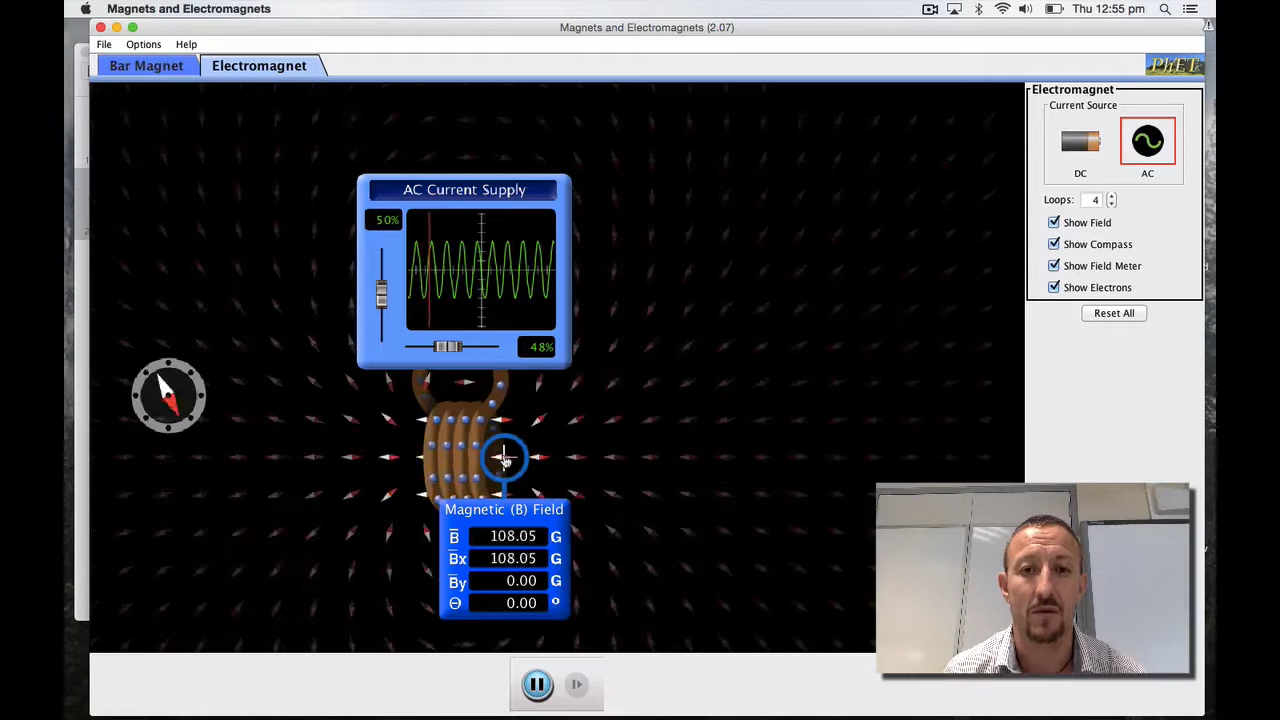 Magnets and Electromagnets
Thu 12:55 pm
Magnets and Electromagnets (2.07)
File Options Help
Bar Magnet
Electromagnet
PhET
Electromagnet
Current Source
DC
AC
Loops: 4
Show Field
Show Compass
Show Field Meter
Show Electrons
Reset All
AC Current Supply
50%
48%
Magnetic (B) Field
B 108.05 G
Bx 108.05 G
By 0.00 G
Θ 0.00 °